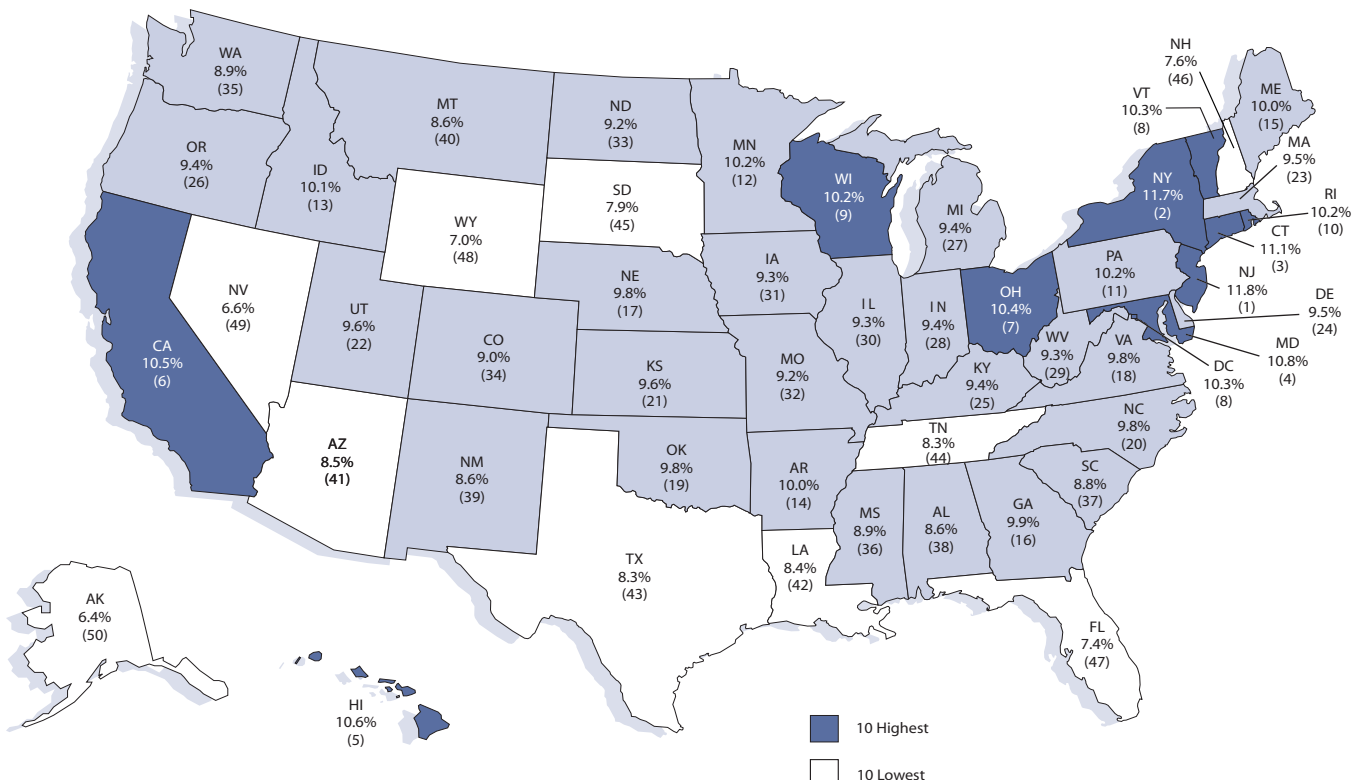 WA
8.9%
(35)
OR
9.4%
(26)
CA
10.5%
(6)
ID
10.1%
(13)
NV
6.6%
(49)
MT
8.6%
(40)
WY
7.0%
(48)
UT
9.6%
(22)
AZ
8.5%
(41)
CO
9.0%
(34)
NM
8.6%
(39)
ND
9.2%
(33)
SD
7.9%
(45)
NE
9.8%
(17)
KS
9.6%
(21)
OK
9.8%
(19)
TX
8.3%
(43)
MN
10.2%
(12)
IA
9.3%
(31)
MO
9.2%
(32)
AR
10.0%
(14)
LA
8.4%
(42)
WI
10.2%
(9)
IL
9.3%
(30)
MI
9.4%
(27)
IN
9.4%
(28)
OH
10.4%
(7)
KY
9.4%
(25)
TN
8.3%
(44)
MS
8.9%
(36)
AL
8.6%
(38)
GA
9.9%
(16)
FL
7.4%
(47)
SC
8.8%
(37)
NC
9.8%
(20)
VA
9.8%
(18)
WV
9.3%
(29)
PA
10.2%
(11)
NY
11.7%
(2)
VT
10.3%
(8)
NH
7.6%
(46)
ME
10.0%
(15)
MA
9.5%
(23)
RI
10.2%
(10)
CT
11.1%
(3)
NJ
11.8%
(1)
DE
9.5%
(24)
MD
10.8%
(4)
DC
10.3%
(8)
AK
6.4%
(50)
HI
10.6%
(5)
10 Highest
10 Lowest